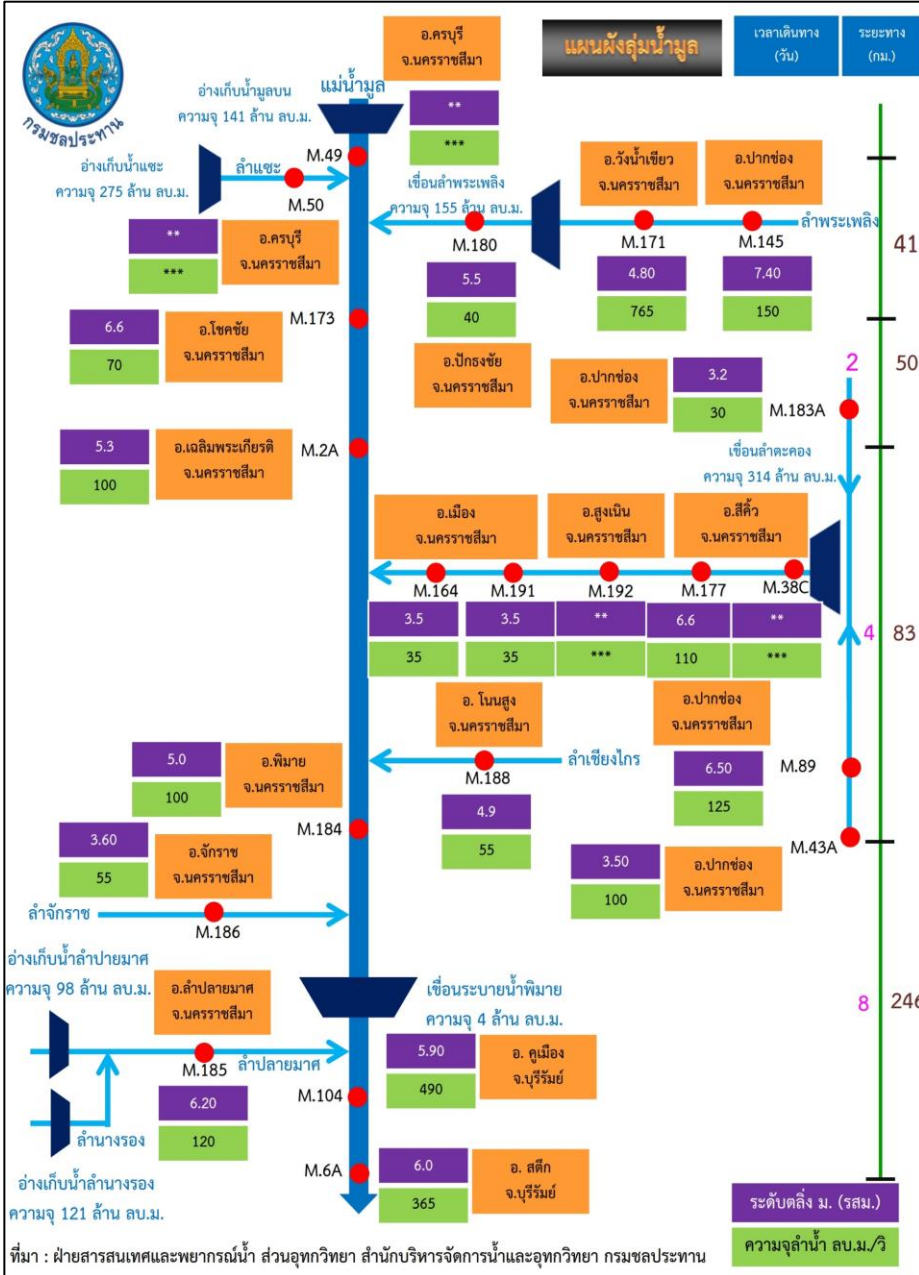 อ.ครบุรี
จ.นครราชสีมา
แผนผังลุ่มน้ำมูล
เวลาเดินทาง
(วัน)
ระยะทาง
(กม.)
กรมชลประทาน
อ่างเก็บน้ำมูลบน
ความจุ 141 ล้าน ลบ.ม.
แม่น้ำมูล
**
***
M.49
อ่างเก็บน้ำแซะ
ความจุ 275 ล้าน ลบ.ม.
ลำแซะ
M.50
เขื่อนลำพระเพลิง
ความจุ 155 ล้าน ลบ.ม.
อ.วังน้ำเขียว
จ.นครราชสีมา
อ.ปากช่อง
จ.นครราชสีมา
ลำพระเพลิง
M.180
M.171
M.145
41
**
***
อ.ครบุรี
จ.นครราชสีมา
5.5
40
4.80
765
7.40
150
6.6
70
อ.โชคชัย
จ.นครราชสีมา
M.173
อ.ปักธงชัย
จ.นครราชสีมา
อ.ปากช่อง
จ.นครราชสีมา
3.2
30
M.183A
2
50
5.3
100
อ.เฉลิมพระเกียรติ
จ.นครราชสีมา
M.2A
เขื่อนลำตะคอง
ความจุ 314 ล้าน ลบ.ม.
อ.เมือง
จ.นครราชสีมา
อ.สูงเนิน
จ.นครราชสีมา
อ.สีคิ้ว
จ.นครราชสีมา
M.164
M.191
M.192
M.177
M.38C
3.5
35
3.5
35
**
***
6.6
110
**
***
4
83
อ. โนนสูง
จ.นครราชสีมา
อ.ปากช่อง
จ.นครราชสีมา
ลำเชียงไกร
M.188
4.9
55
6.50
125
M.89
5.0
100
อ.พิมาย
จ.นครราชสีมา
M.184
M.43A
3.60
55
อ.จักราช
จ.นครราชสีมา
3.50
100
อ.ปากช่อง
จ.นครราชสีมา
ลำจักราช
M.186
อ่างเก็บน้ำลำปายมาศ
ความจุ 98 ล้าน ลบ.ม.
อ.ลำปลายมาศ
จ.นครราชสีมา
เขื่อนระบายน้ำพิมาย
ความจุ 4 ล้าน ลบ.ม.
8
246
M.185
ลำปลายมาศ
6.20
120
ลำนางรอง
M.104
5.90
490
อ. คูเมือง
จ.บุรีรัมย์
อ่างเก็บน้ำลำนางรอง
ความจุ 121 ล้าน ลบ.ม.
M.6A
6.0
365
อ. สตึก
จ.บุรีรัมย์
ระดับตลิ่ง ม. (รสม.)
ความจุลำน้ำ ลบ.ม./วิ
ที่มา : ฝ่ายสารสนเทศและพยากรณ์น้ำ ส่วนอุทกวิทยา สำนักบริหารจัดการน้ำและอุทกวิทยา กรมชลประทาน